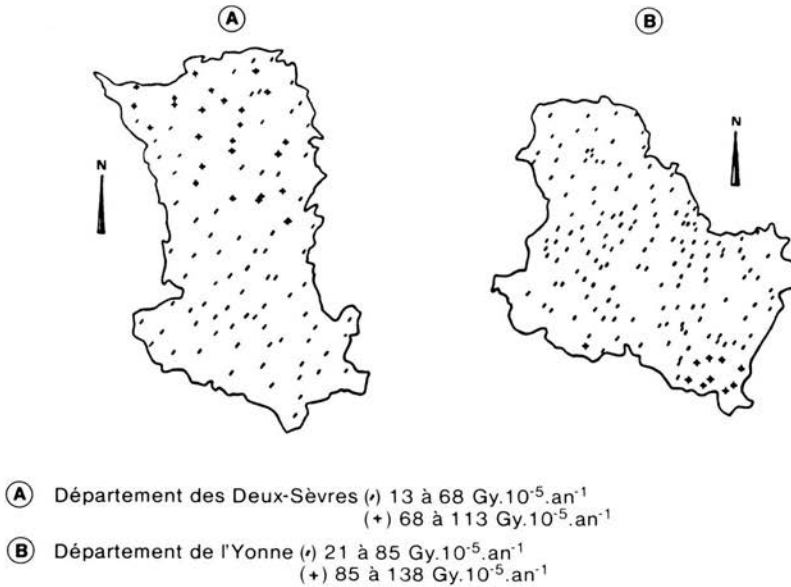 A
B
N
N
A Département des Deux-Sèvres (‚) 13 à 68 Gy.10⁻⁵.an⁻¹
(+) 68 à 113 Gy.10⁻⁵.an⁻¹
B Département de l'Yonne (‚) 21 à 85 Gy.10⁻⁵.an⁻¹
(+) 85 à 138 Gy.10⁻⁵.an⁻¹